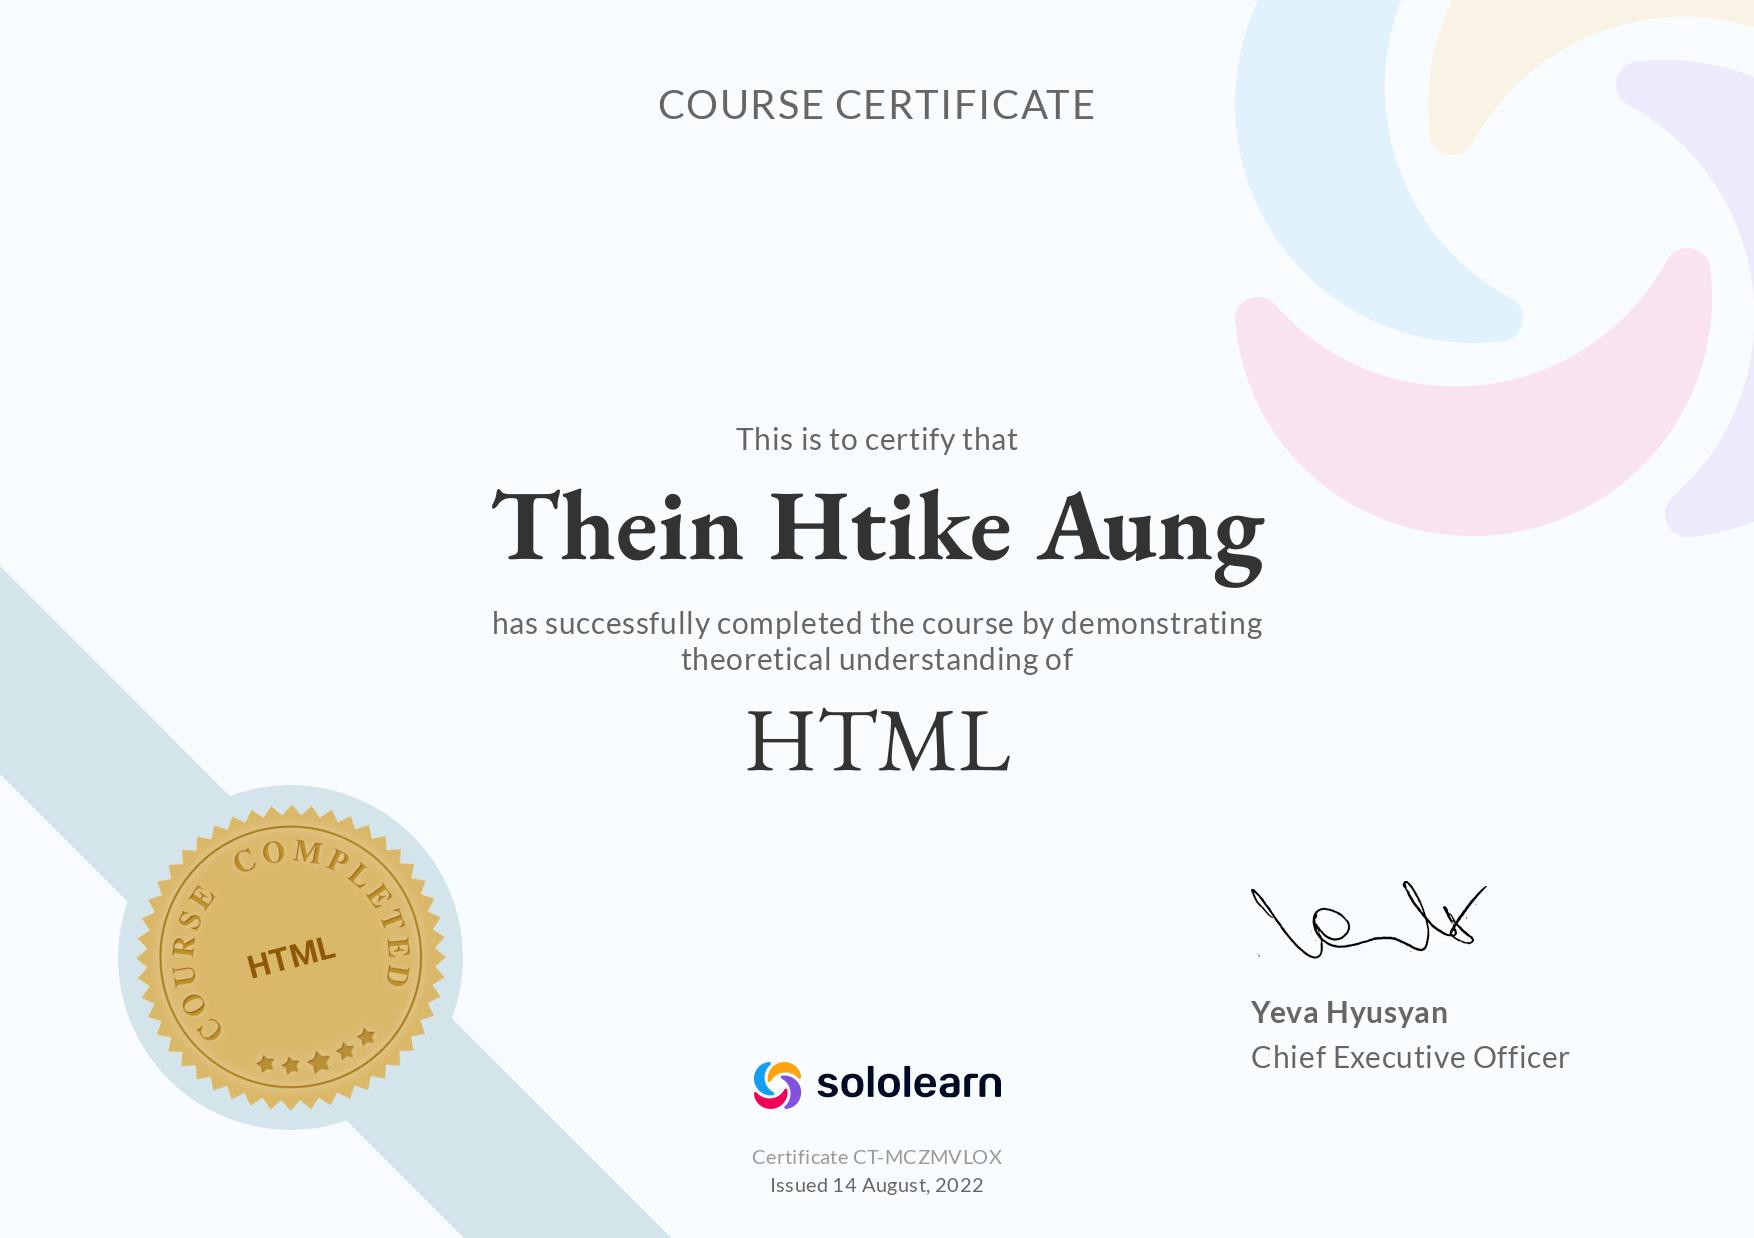 COURSE CERTIFICATE
This is to certify that
Thein Htike Aung
has successfully completed the course by demonstrating
theoretical understanding of
HTML
COURSE COMPLETED
HTML
Yeva Hyusyan
Chief Executive Officer
sololearn
Certificate CT-MCZMVLOX
Issued 14 August, 2022